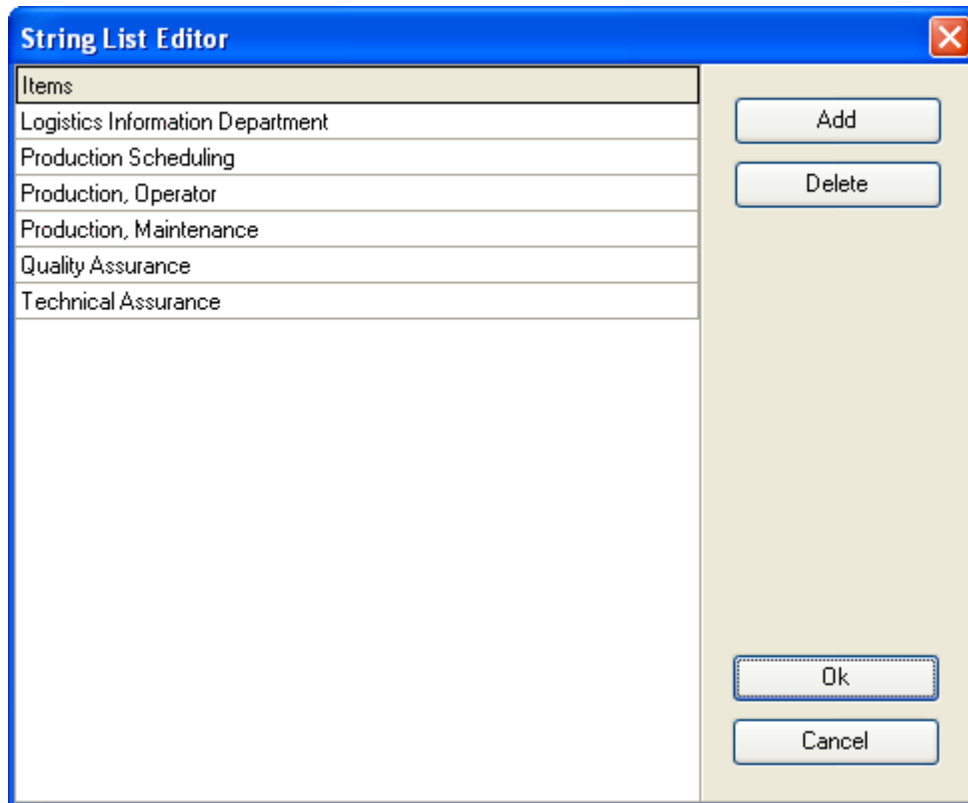 String List Editor
Items
Logistics Information Department
Production Scheduling
Production, Operator
Production, Maintenance
Quality Assurance
Technical Assurance
Add
Delete
Ok
Cancel